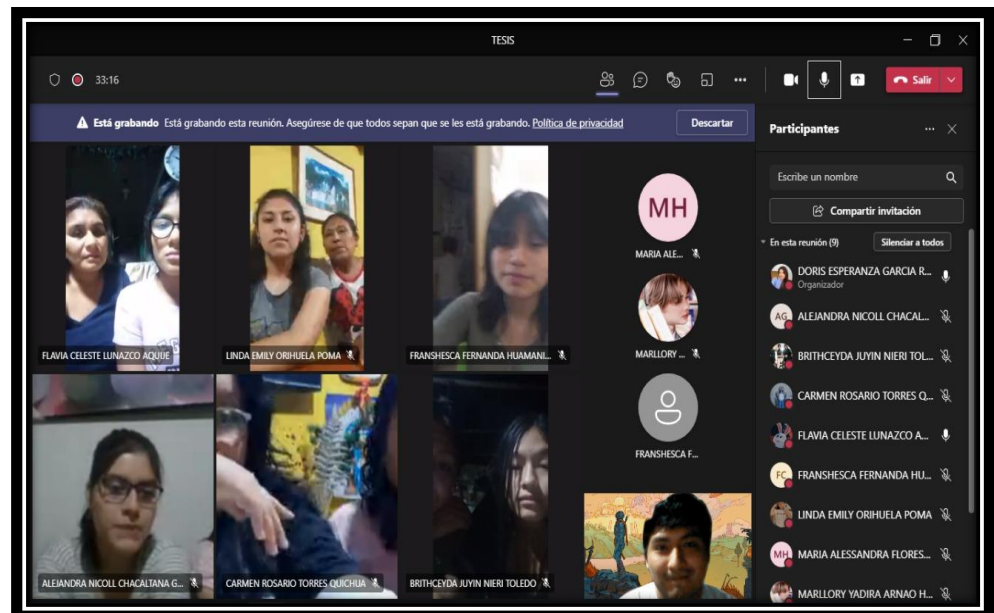 TESIS
33:16
Salir
Está grabando Está grabando esta reunión. Asegúrese de que todos sepan que se les está grabando. Política de privacidad
Descartar
FLAVIA CELESTE LUNAZCO AQUIJE
LINDA EMILY ORIHUELA POMA
FRANSHESCA FERNANDA HUAMANI...
MH
MARIA ALE...
MARLLORY ...
FRANSHESCA F...
ALEJANDRA NICOLL CHACALTANA G...
CARMEN ROSARIO TORRES QUICHUA
BRITHCEYDA JUYIN NIERI TOLEDO
Participantes
Escribe un nombre
Compartir invitación
En esta reunión (9)
Silenciar a todos
DORIS ESPERANZA GARCIA R...
Organizador
AG
ALEJANDRA NICOLL CHACAL...
BRITHCEYDA JUYIN NIERI TOL...
CARMEN ROSARIO TORRES Q...
FLAVIA CELESTE LUNAZCO A...
FC
FRANSHESCA FERNANDA HU...
LINDA EMILY ORIHUELA POMA
MH
MARIA ALESSANDRA FLORES...
MARLLORY YADIRA ARNAO H...